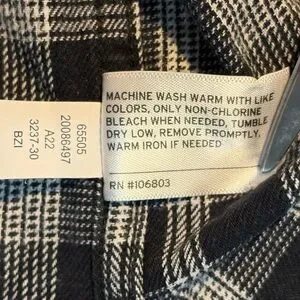 MACHINE WASH WARM WITH LIKE
COLORS, ONLY NON-CHLORINE
BLEACH WHEN NEEDED, TUMBLE
DRY LOW, REMOVE PROMPTLY.
WARM IRON IF NEEDED
RN #106803
65505
20086497
A22
3237-30
BZI